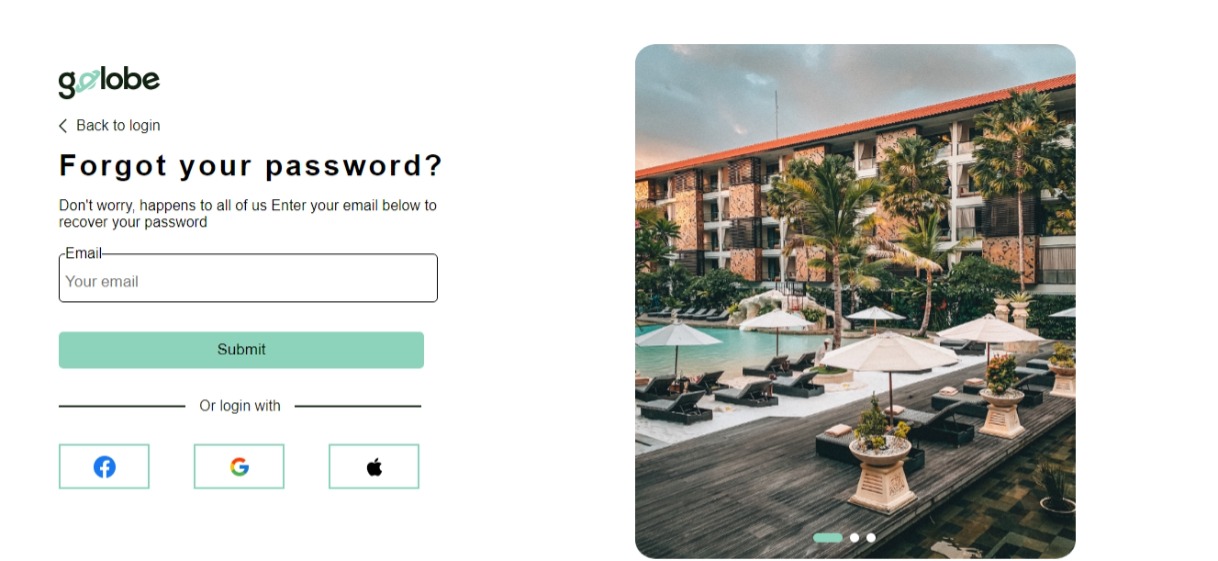 golobe
Back to login
Forgot your password?
Don't worry, happens to all of us Enter your email below to
recover your password
Email
Your email
Submit
Or login with